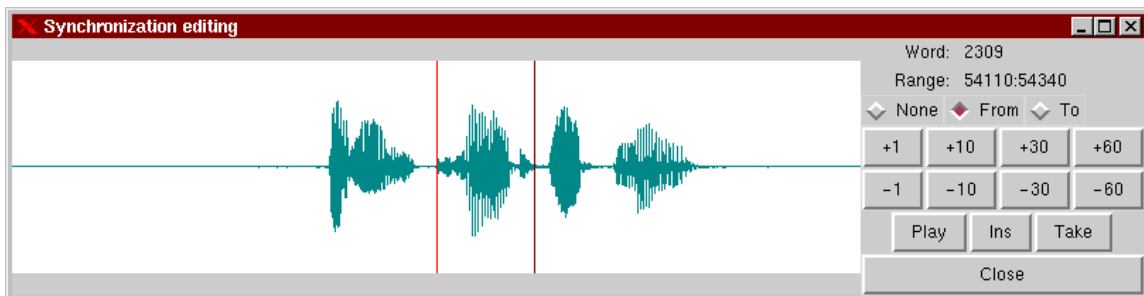 Synchronization editing
Word: 2309
Range: 54110:54340
None From To
+1 +10 +30 +60
−1 −10 −30 −60
Play Ins Take
Close